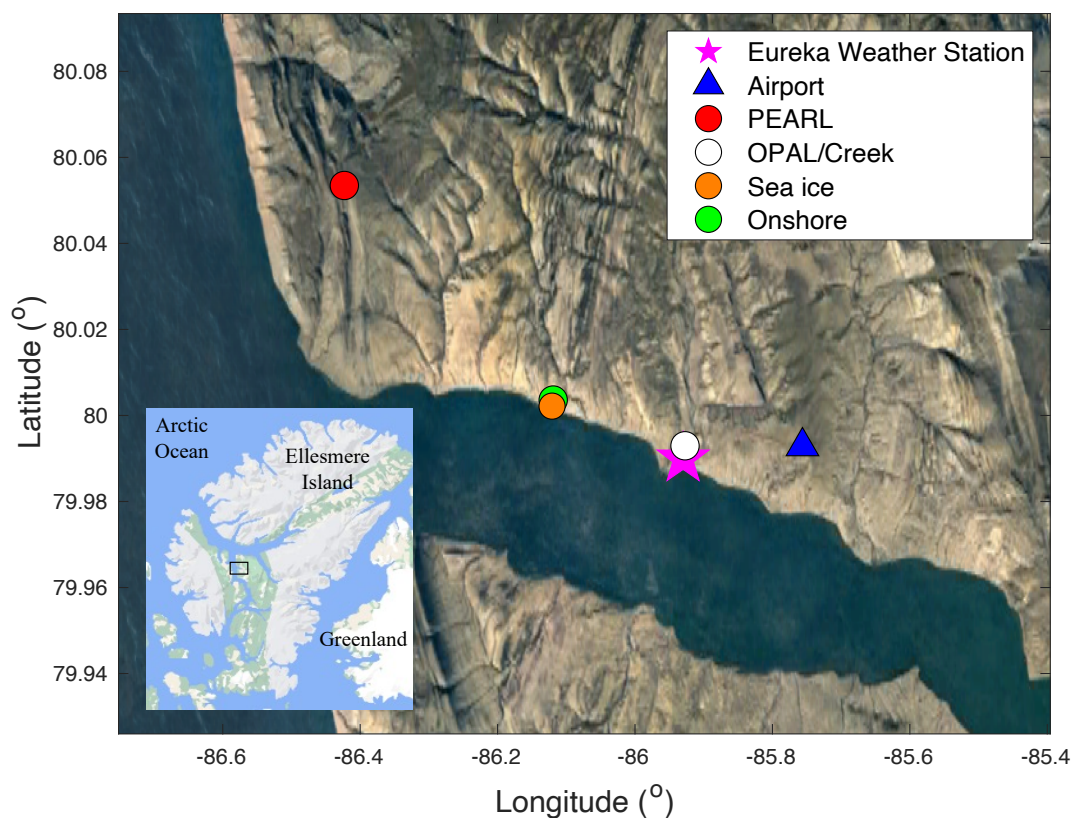 Eureka Weather Station
Airport
PEARL
OPAL/Creek
Sea ice
Onshore
80.08
80.06
80.04
80.02
80
79.98
79.96
79.94
Latitude (°)
Arctic
Ocean
Ellesmere
Island
Greenland
-86.6
-86.4
-86.2
-86
-85.8
-85.6
-85.4
Longitude (°)